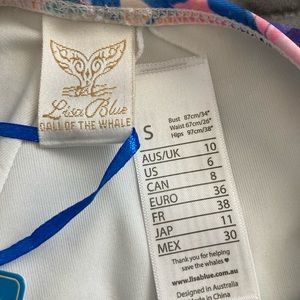 Lisa Blue
CALL OF THE WHALE
S
Bust 87cm/34"
Waist 67cm/26"
Hips 97cm/38"
AUS/UK 10
US 6
CAN 8
EURO 36
FR 38
JAP 11
MEX 30
Thank you for helping
save the whales ♥
www.lisablue.com.au
Designed in Australia
Made in China